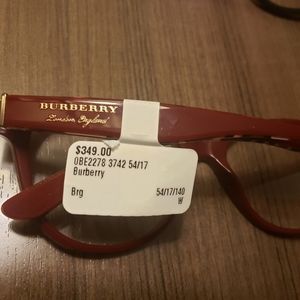 BURBERRY
London, England
$349.00
0BE2278 3742 54/17
Burberry
Brg 54/17/140
W